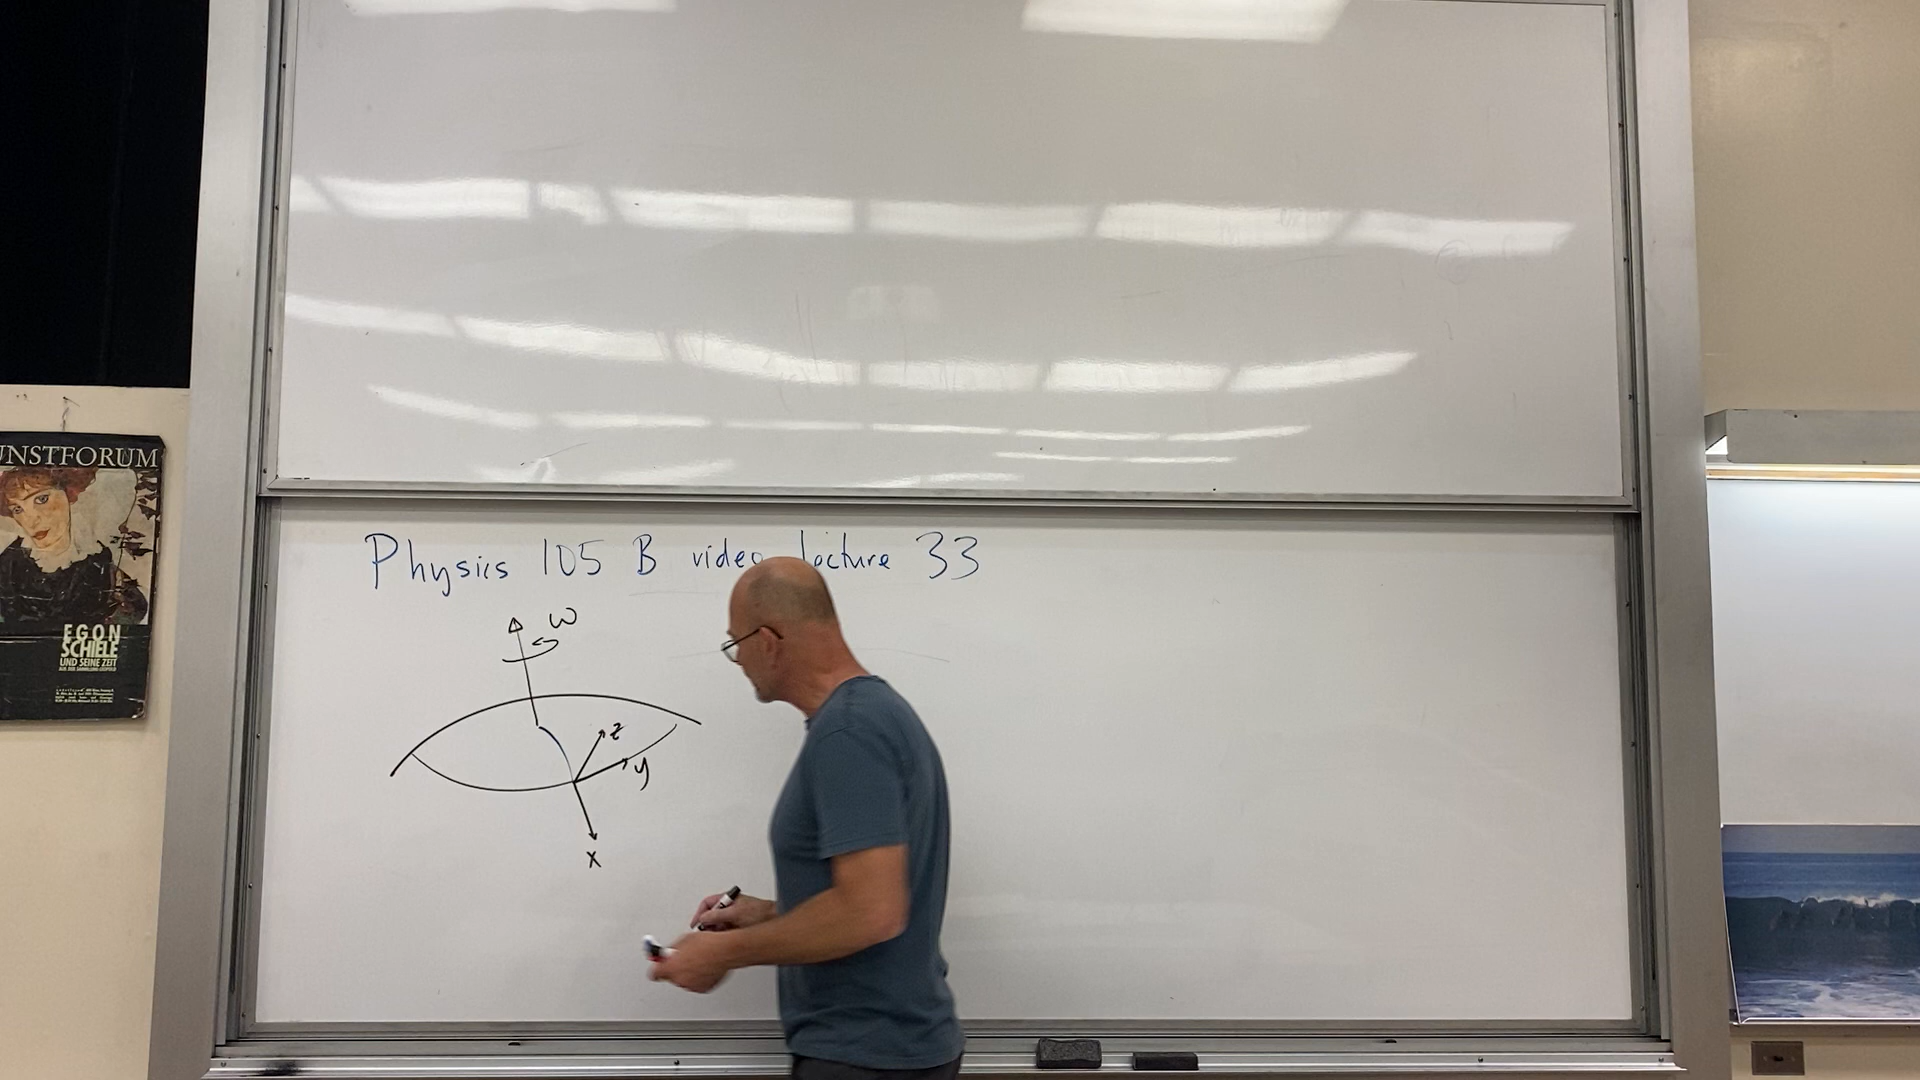 UNSTFORUM
EGON
SCHIELE
UND SEINE ZEIT
Physics 105 B video lecture 33
ω
z
y
x